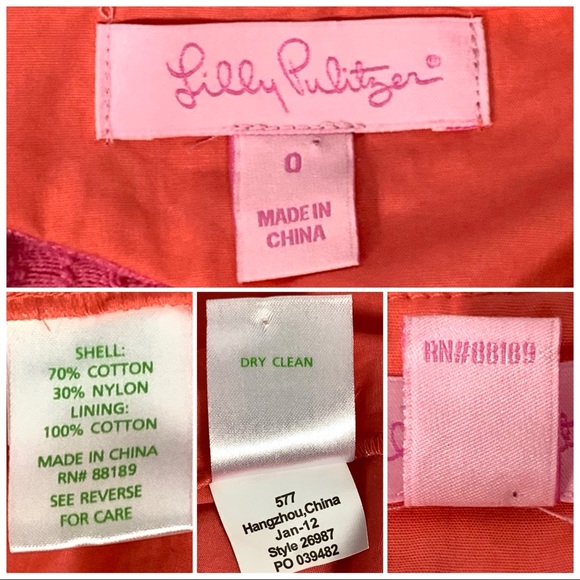 Lilly Pulitzer®
0
MADE IN
CHINA
SHELL:
70% COTTON
30% NYLON
LINING:
100% COTTON
MADE IN CHINA
RN# 88189
SEE REVERSE
FOR CARE
DRY CLEAN
577
Hangzhou,China
Jan-12
Style 26987
PO 039482
RN#88189